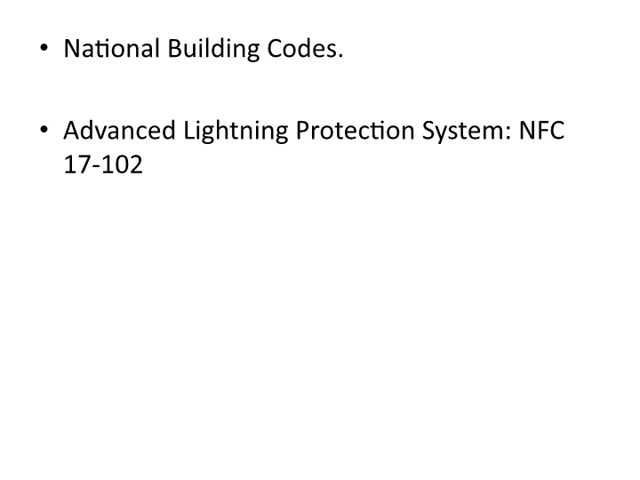 • National Building Codes.
• Advanced Lightning Protection System: NFC
17-102